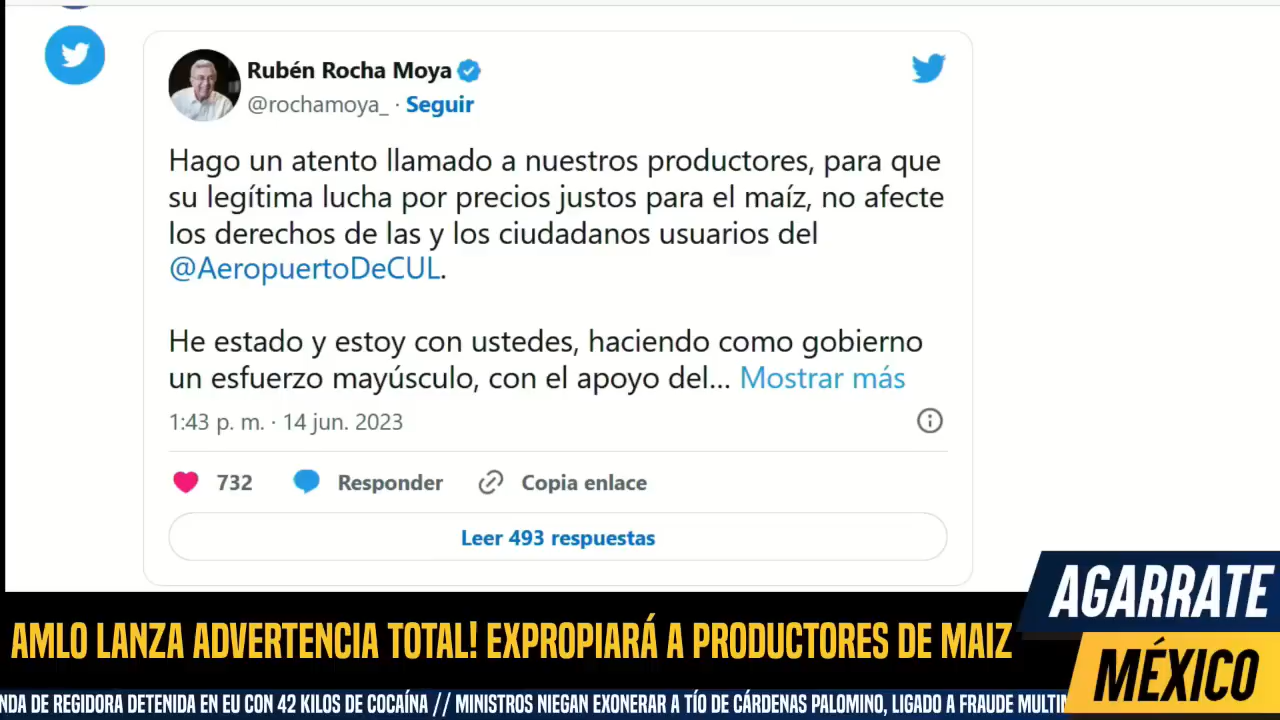 Rubén Rocha Moya
@rochamoya_ · Seguir
Hago un atento llamado a nuestros productores, para que
su legítima lucha por precios justos para el maíz, no afecte
los derechos de las y los ciudadanos usuarios del
@AeropuertoDeCUL.
He estado y estoy con ustedes, haciendo como gobierno
un esfuerzo mayúsculo, con el apoyo del... Mostrar más
1:43 p. m. · 14 jun. 2023
732 Responder Copia enlace
Leer 493 respuestas
AGARRATE
MÉXICO
AMLO LANZA ADVERTENCIA TOTAL! EXPROPIARÁ A PRODUCTORES DE MAIZ
NDA DE REGIDORA DETENIDA EN EU CON 42 KILOS DE COCAÍNA // MINISTROS NIEGAN EXONERAR A TÍO DE CÁRDENAS PALOMINO, LIGADO A FRAUDE MULTIM